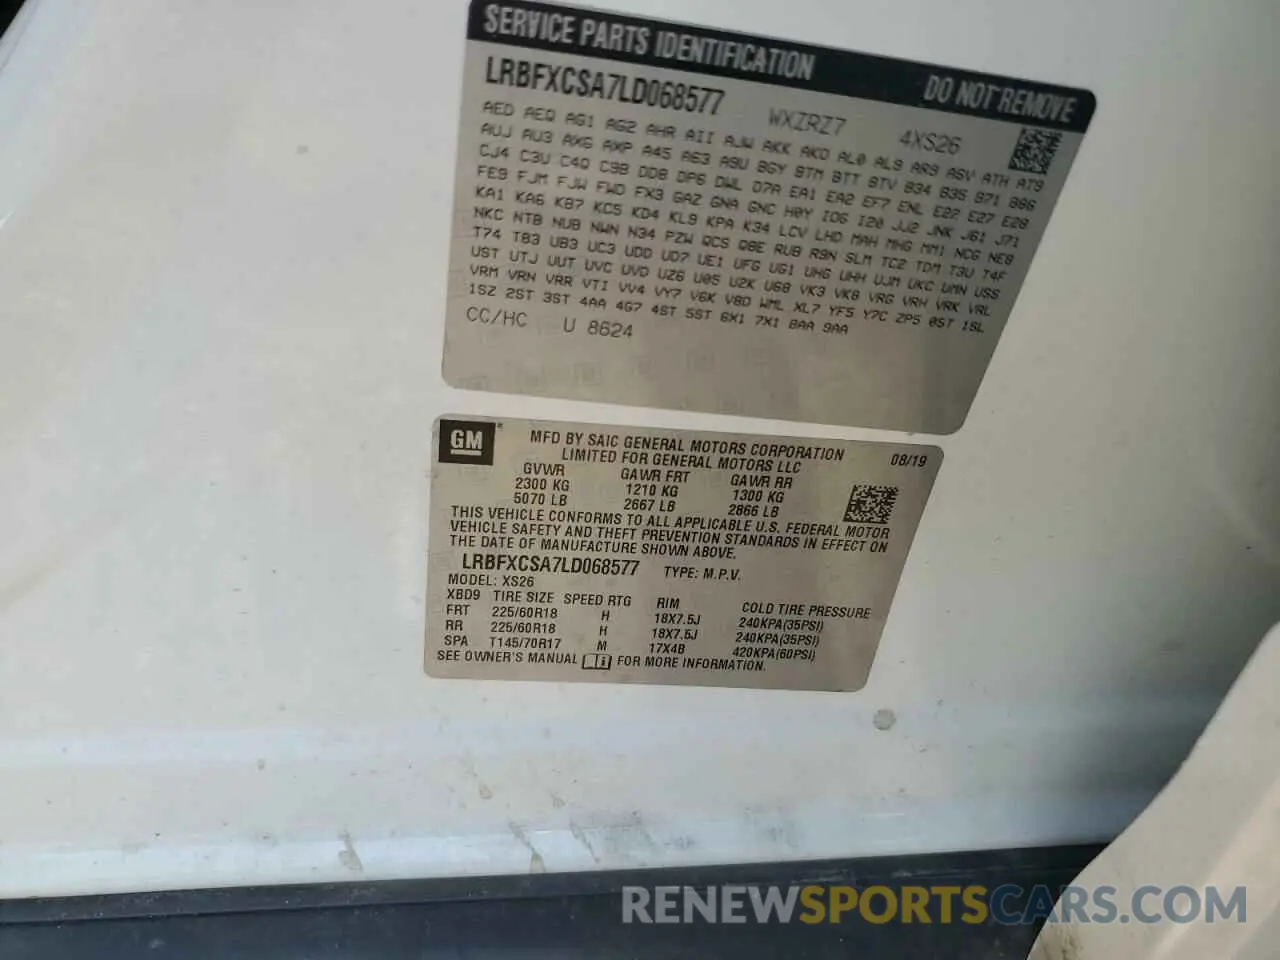 SERVICE PARTS IDENTIFICATION DO NOT REMOVE
LRBFXCSA7LD068577 WXZRZ7 4XS26
AED AEQ AG1 AG2 AHR AII AJW AKK AKO AL0 AL9 AR9 ASV ATH AT9
AUJ AU3 AXG AXP A45 A63 A9U BGY BTM BTT BTV B34 B35 B71 B86
CJ4 C3U C4Q C9B DD8 DP6 DWL D7A EA1 EA2 EF7 ENL E22 E27 E28
FE9 FJM FJW FWD FX3 GAZ GNA GNC H0Y IO6 I20 JJ2 JNK J61 J71
KA1 KA6 KB7 KC5 KD4 KL9 KPA K34 LCV LHD MAH MHG MM1 NCG NE8
NKC NTB NUB NWN N34 PZW QCS Q8E RU8 R9N SLM TC2 TDM T3U T4F
T74 T83 UB3 UC3 UDD UD7 UE1 UFG UG1 UHG UHH UJM UKC UMN USS
UST UTJ UUT UVC UVD UZ6 U05 U2K U68 VK3 VK8 VRG VRH VRK VRL
VRM VRN VRR VTI VV4 VY7 V6K V8D WML XL7 YF5 Y7C ZP5 0ST 1SL
1SZ 2ST 3ST 4AA 4G7 4ST 5ST 6X1 7X1 8AA 9AA
CC/HC U 8624
GM
MFD BY SAIC GENERAL MOTORS CORPORATION 08/19
LIMITED FOR GENERAL MOTORS LLC
GVWR GAWR FRT GAWR RR
2300 KG 1210 KG 1300 KG
5070 LB 2667 LB 2866 LB
THIS VEHICLE CONFORMS TO ALL APPLICABLE U.S. FEDERAL MOTOR
VEHICLE SAFETY AND THEFT PREVENTION STANDARDS IN EFFECT ON
THE DATE OF MANUFACTURE SHOWN ABOVE.
LRBFXCSA7LD068577 TYPE: M.P.V.
MODEL: XS26
XBD9 TIRE SIZE SPEED RTG RIM COLD TIRE PRESSURE
FRT 225/60R18 H 18X7.5J 240KPA(35PSI)
RR 225/60R18 H 18X7.5J 240KPA(35PSI)
SPA T145/70R17 M 17X4B 420KPA(60PSI)
SEE OWNER'S MANUAL FOR MORE INFORMATION.
RENEWSPORTSCARS.COM